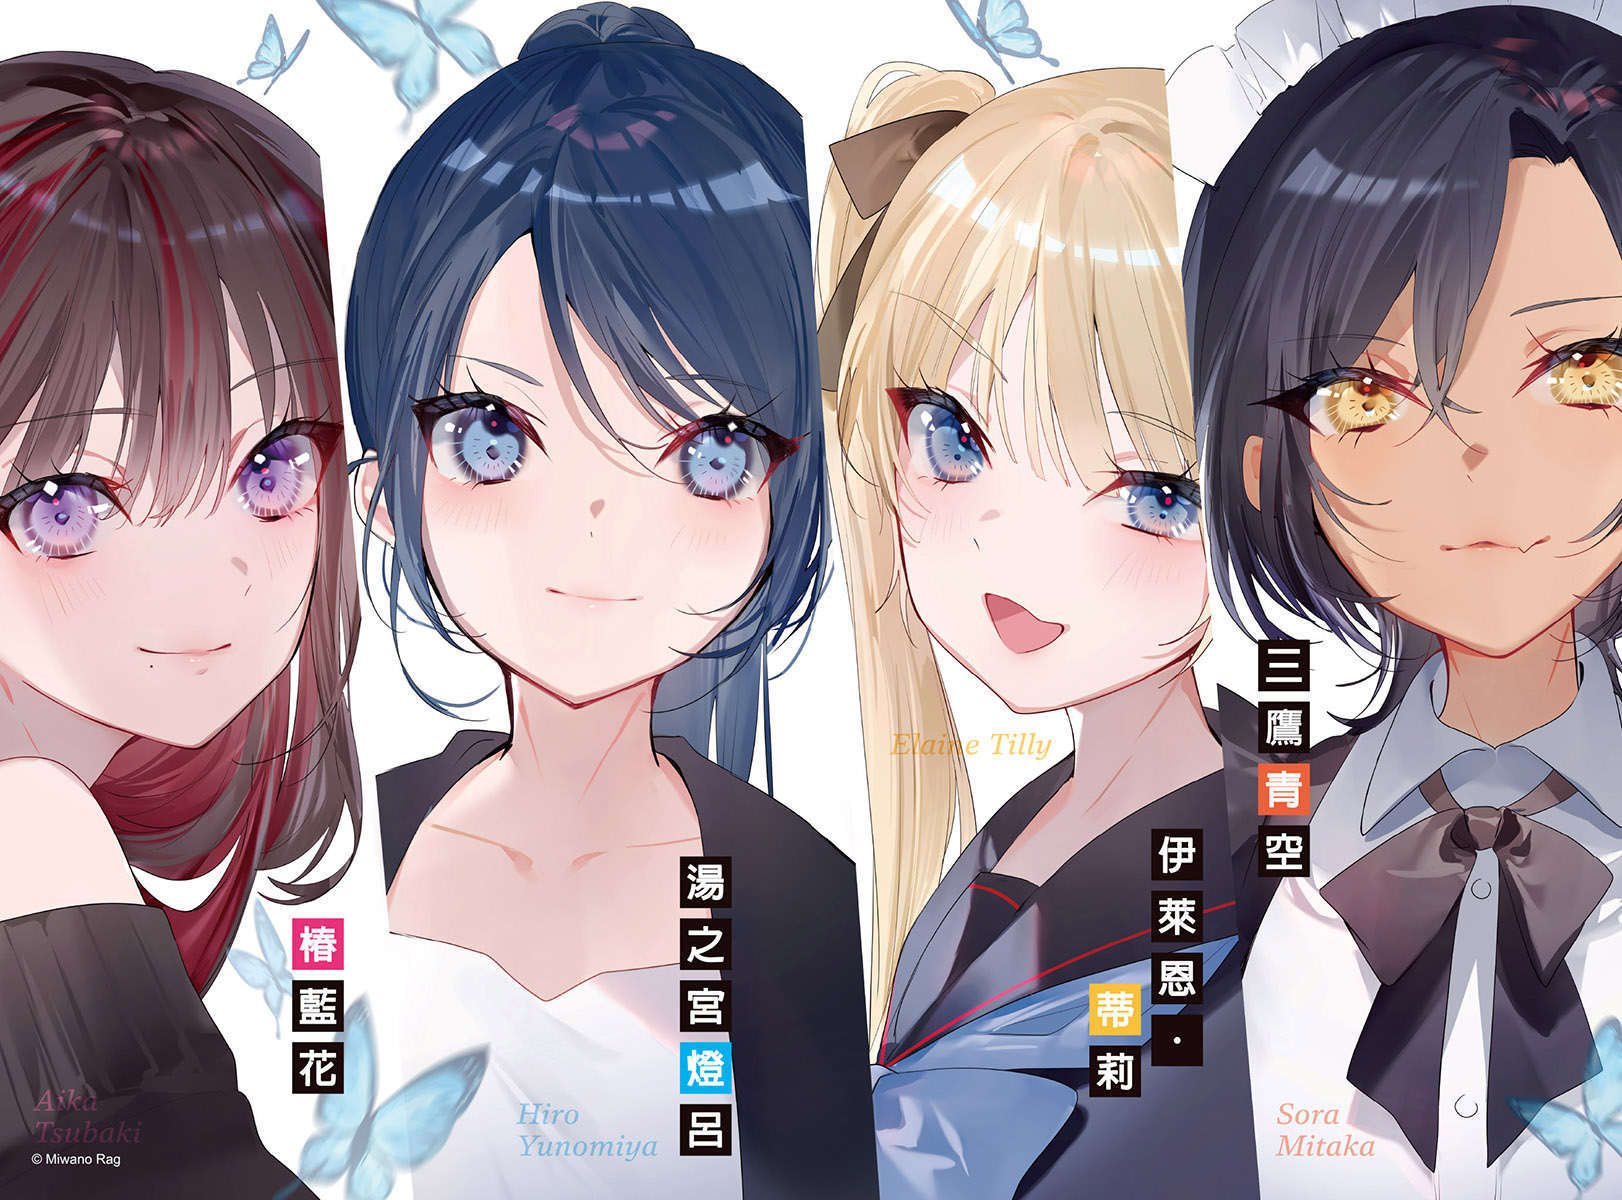 椿藍花
Aika
Tsubaki
© Miwano Rag
湯之宮燈呂
Hiro
Yunomiya
Elaine Tilly
伊萊恩·
蒂莉
三鷹青空
Sora
Mitaka